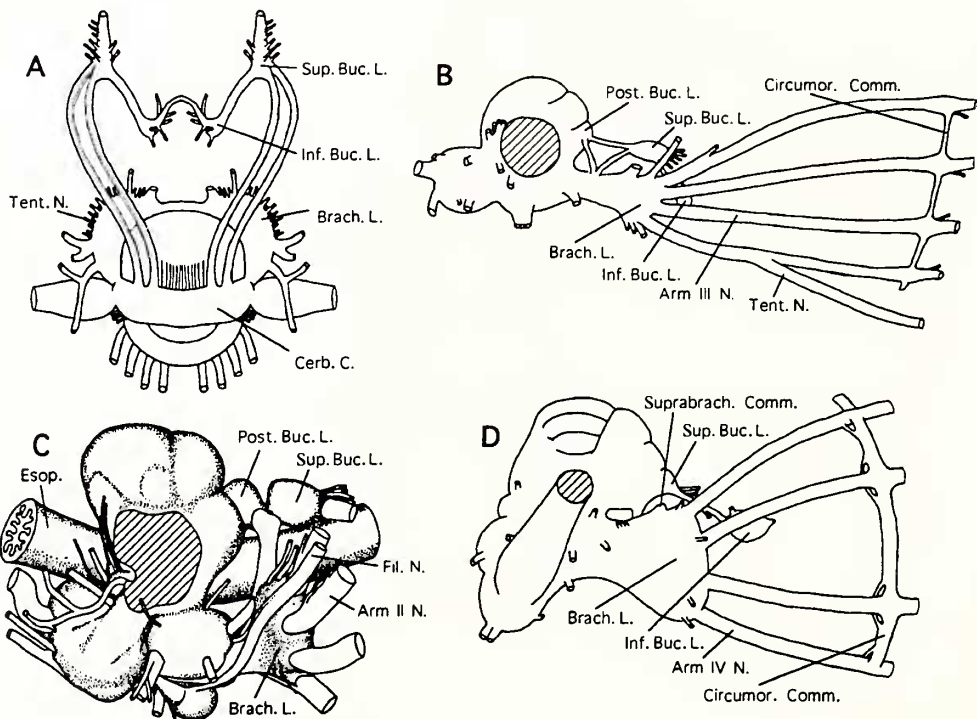 A
Sup. Buc. L.
Inf. Buc. L.
Tent. N.
Brach. L.
Cerb. C.
B
Circumor. Comm.
Post. Buc. L.
Sup. Buc. L.
Brach. L.
Inf. Buc. L.
Arm III N.
Tent. N.
C
Esop.
Post. Buc. L.
Sup. Buc. L.
Fil. N.
Arm II N.
Brach. L.
D
Suprabrach. Comm.
Sup. Buc. L.
Brach. L.
Inf. Buc. L.
Arm IV N.
Circumor. Comm.